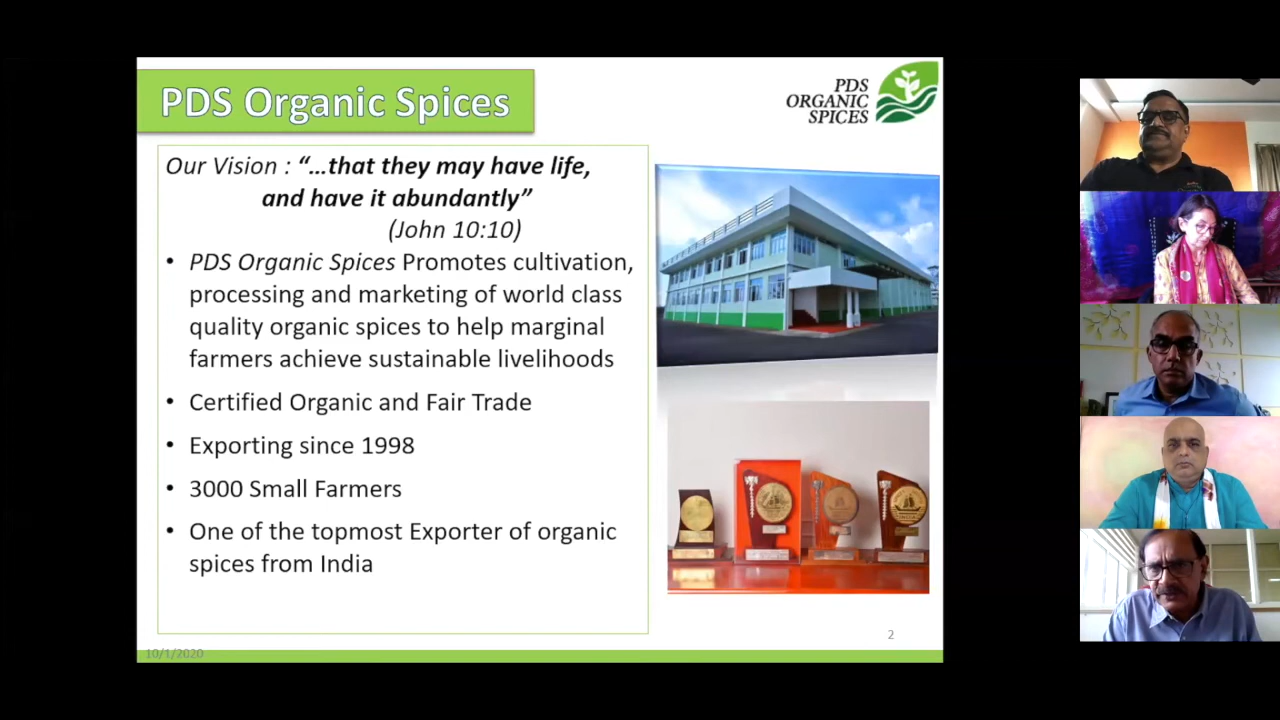 PDS Organic Spices
PDS
ORGANIC
SPICES
Our Vision : “...that they may have life,
and have it abundantly”
(John 10:10)
• PDS Organic Spices Promotes cultivation,
processing and marketing of world class
quality organic spices to help marginal
farmers achieve sustainable livelihoods
• Certified Organic and Fair Trade
• Exporting since 1998
• 3000 Small Farmers
• One of the topmost Exporter of organic
spices from India
2
10/1/2020